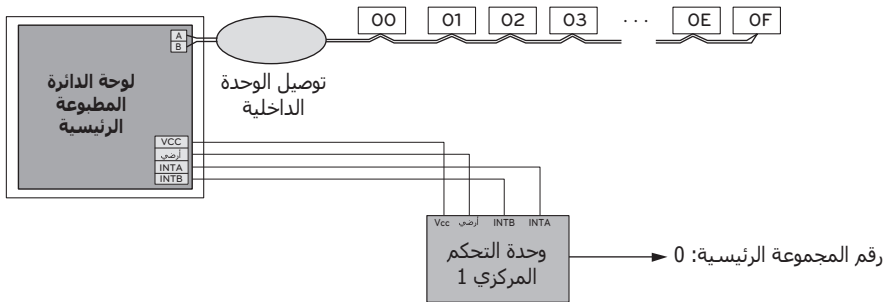 00 01 02 03 ... 0E 0F
A
B
توصيل الوحدة
الداخلية
لوحة الدائرة
المطبوعة
الرئيسية
VCC
أرضي
INTA
INTB
Vcc أرضي INTB INTA
وحدة التحكم
المركزي 1
رقم المجموعة الرئيسية: 0